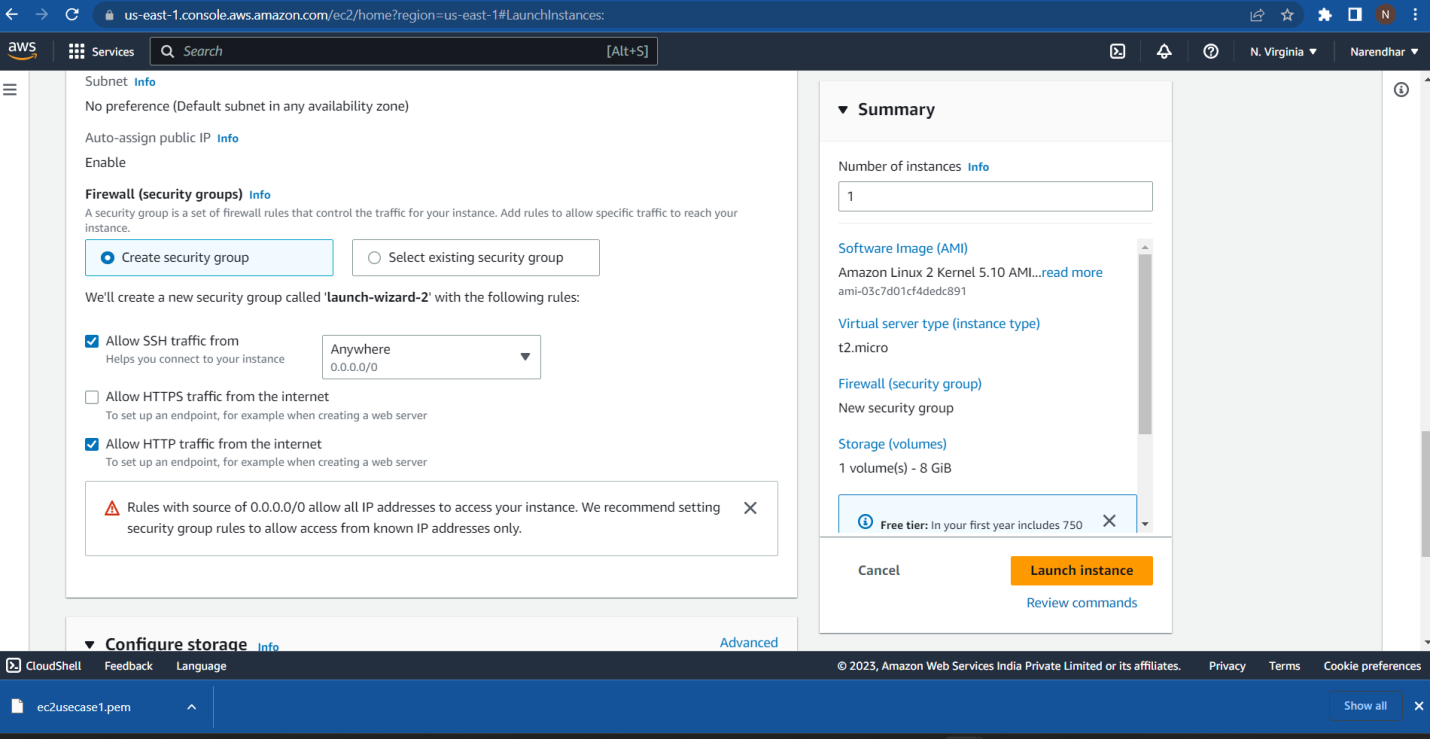 us-east-1.console.aws.amazon.com/ec2/home?region=us-east-1#LaunchInstances:
N
aws
Services
Search
[Alt+S]
N. Virginia
Narendhar
Subnet Info
No preference (Default subnet in any availability zone)
Auto-assign public IP Info
Enable
Firewall (security groups) Info
A security group is a set of firewall rules that control the traffic for your instance. Add rules to allow specific traffic to reach your
instance.
Create security group
Select existing security group
We'll create a new security group called 'launch-wizard-2' with the following rules:
Allow SSH traffic from
Helps you connect to your instance
Anywhere
0.0.0.0/0
Allow HTTPS traffic from the internet
To set up an endpoint, for example when creating a web server
Allow HTTP traffic from the internet
To set up an endpoint, for example when creating a web server
Rules with source of 0.0.0.0/0 allow all IP addresses to access your instance. We recommend setting
security group rules to allow access from known IP addresses only.
Configure storage Info
Advanced
Summary
Number of instances Info
1
Software Image (AMI)
Amazon Linux 2 Kernel 5.10 AMI...read more
ami-03c7d01cf4dedc891
Virtual server type (instance type)
t2.micro
Firewall (security group)
New security group
Storage (volumes)
1 volume(s) - 8 GiB
Free tier: In your first year includes 750
Cancel
Launch instance
Review commands
CloudShell
Feedback
Language
© 2023, Amazon Web Services India Private Limited or its affiliates.
Privacy
Terms
Cookie preferences
ec2usecase1.pem
Show all